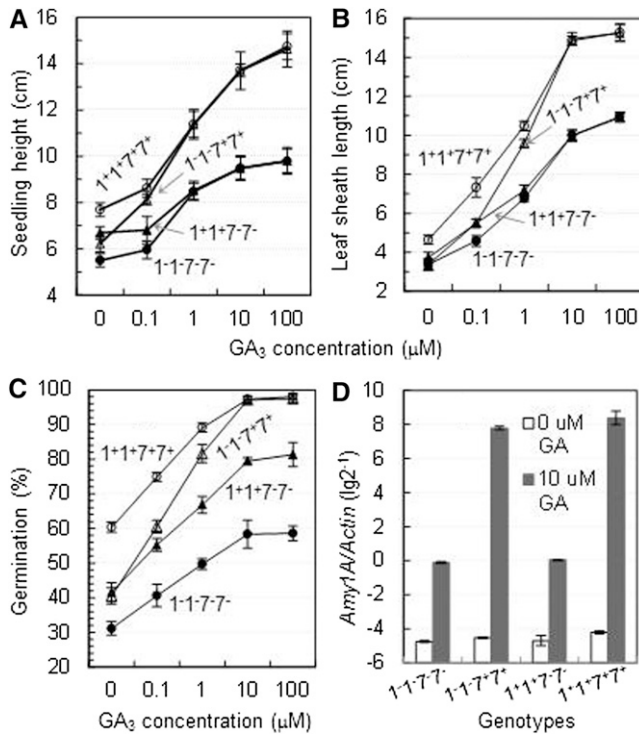 A
Seedling height (cm)
16
14
12
10
8
6
4
1⁺1⁺7⁺7⁺
1⁻1⁻7⁺7⁺
1⁺1⁺7⁻7⁻
1⁻1⁻7⁻7⁻
0 0.1 1 10 100
GA₃ concentration (µM)
B
Leaf sheath length (cm)
16
14
12
10
8
6
4
2
1⁻1⁻7⁺7⁺
1⁺1⁺7⁺7⁺
1⁺1⁺7⁻7⁻
1⁻1⁻7⁻7⁻
0 0.1 1 10 100
GA₃ concentration (µM)
C
Germination (%)
100
90
80
70
60
50
40
30
20
1⁺1⁺7⁺7⁺
1⁻1⁻7⁺7⁺
1⁺1⁺7⁻7⁻
1⁻1⁻7⁻7⁻
0 0.1 1 10 100
GA₃ concentration (µM)
D
Amy1A/Actin (lg2⁻¹)
10
8
6
4
2
0
-2
-4
-6
0 uM
GA
10 uM
GA
1⁻1⁻7⁻7⁻ 1⁻1⁻7⁺7⁺ 1⁺1⁺7⁻7⁻ 1⁺1⁺7⁺7⁺
Genotypes